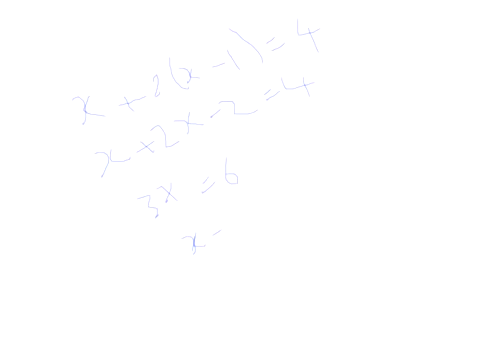 x + 2(x - 1) = 4
x + 2x - 2 = 4
3x = 6
x -